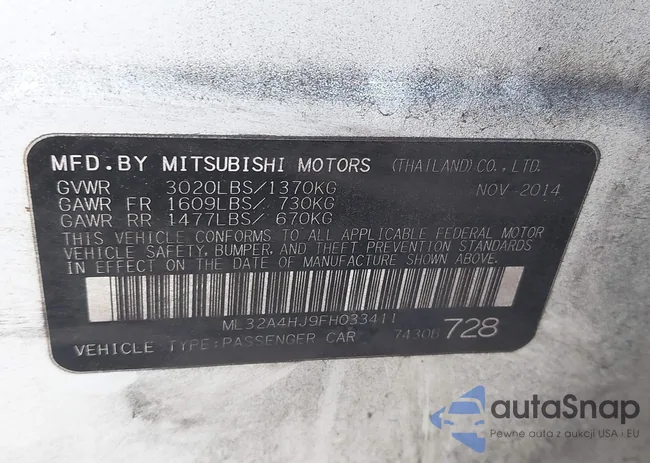 MFD.BY MITSUBISHI MOTORS (THAILAND) CO., LTD.
GVWR 3020LBS/1370KG NOV 2014
GAWR FR 1609LBS/ 730KG
GAWR RR 1477LBS/ 670KG
THIS VEHICLE CONFORMS TO ALL APPLICABLE FEDERAL MOTOR
VEHICLE SAFETY, BUMPER, AND THEFT PREVENTION STANDARDS
IN EFFECT ON THE DATE OF MANUFACTURE SHOWN ABOVE.
ML32A4HJ9FH033411
VEHICLE TYPE:PASSENGER CAR 7430B 728
autaSnap
Pewne auta z aukcji USA i EU